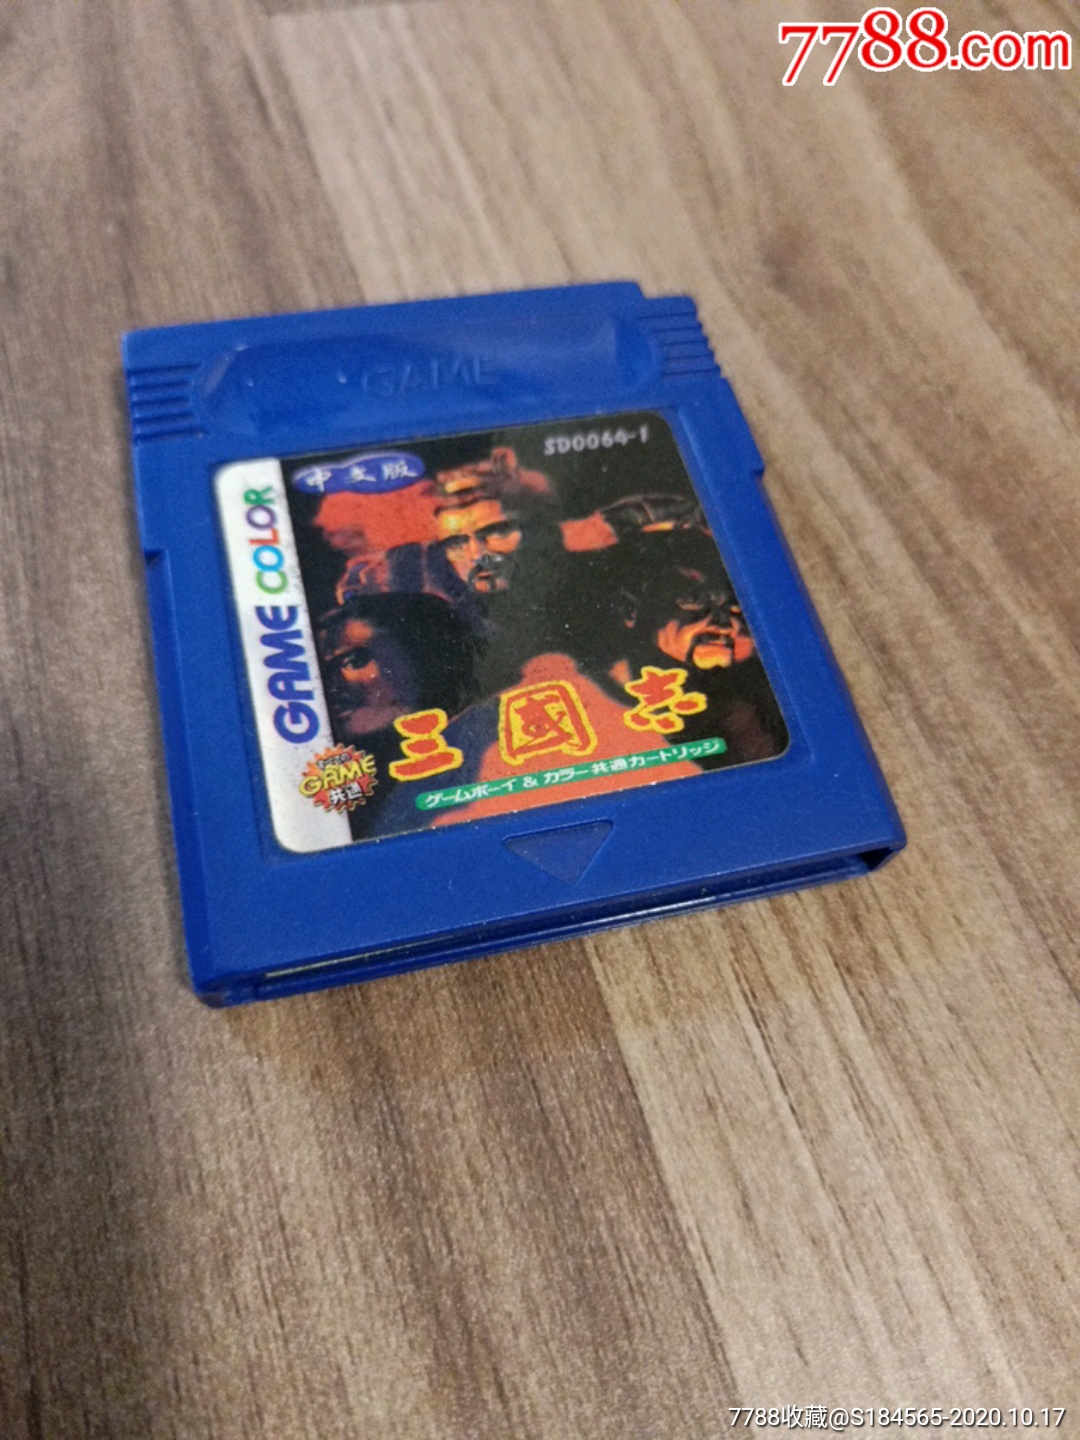 7788.com
GAME
SD0064-1
中文版
GAME COLOR
三國志
GAME
共通
ゲームボーイ & カラー共通カートリッジ
7788收藏@S184565-2020.10.17